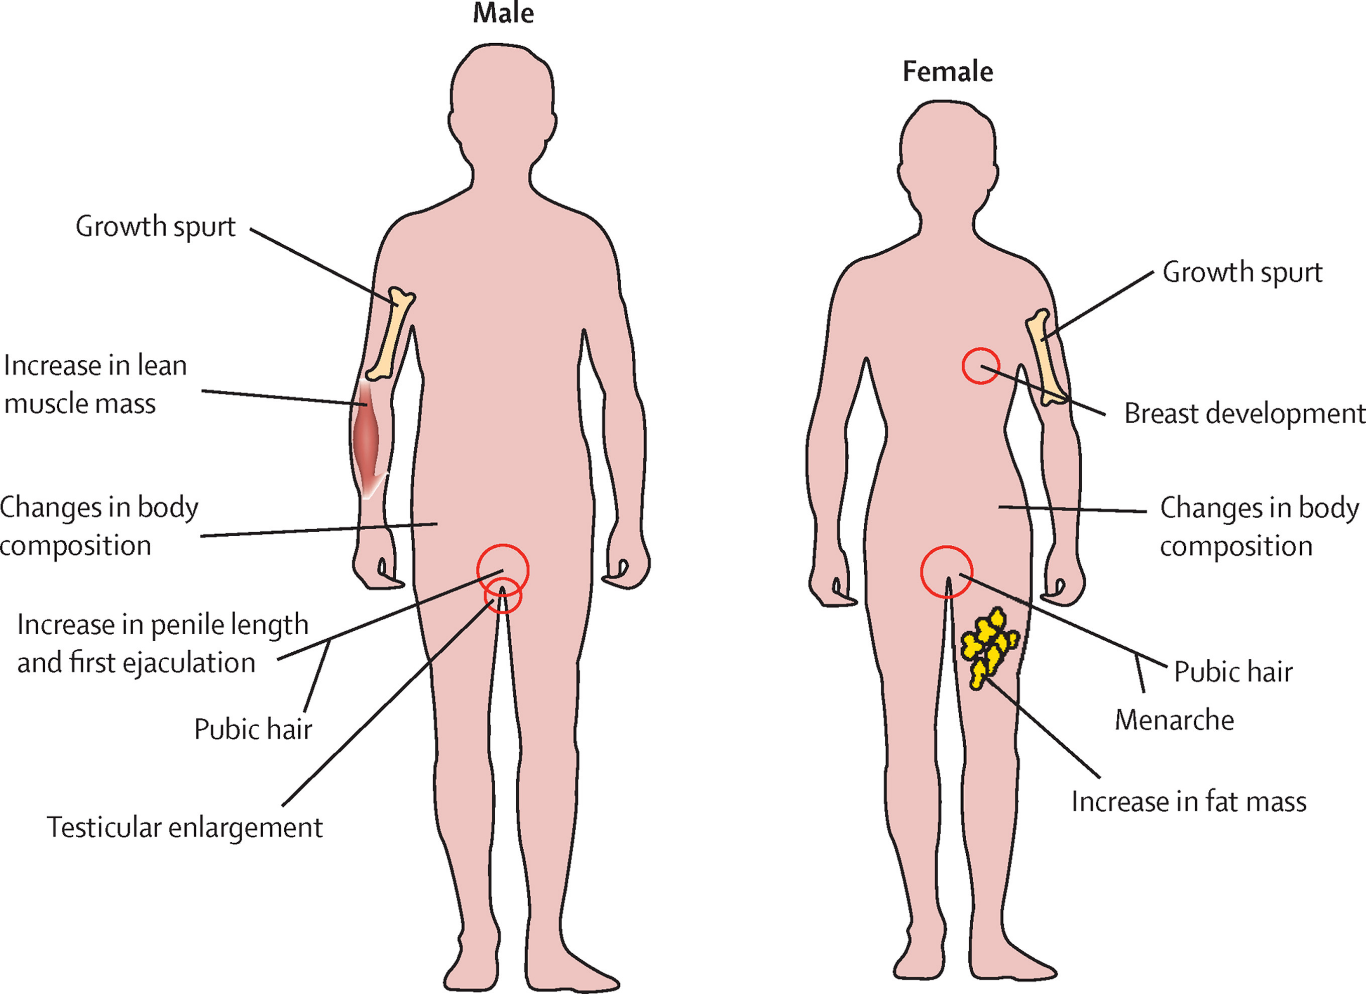 Male
Growth spurt
Increase in lean
muscle mass
Changes in body
composition
Increase in penile length
and first ejaculation
Pubic hair
Testicular enlargement
Female
Growth spurt
Breast development
Changes in body
composition
Pubic hair
Menarche
Increase in fat mass